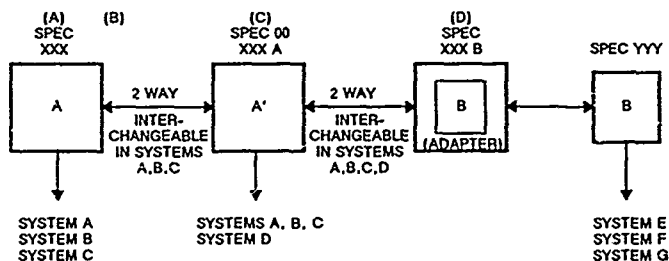 (A) (B) (C) (D)
SPEC SPEC 00 SPEC
XXX XXX A XXX B SPEC YYY
A
2 WAY
INTER-
CHANGEABLE
IN SYSTEMS
A,B,C
A'
2 WAY
INTER-
CHANGEABLE
IN SYSTEMS
A,B,C,D
B
(ADAPTER)
B
SYSTEM A
SYSTEM B
SYSTEM C
SYSTEMS A, B, C
SYSTEM D
SYSTEM E
SYSTEM F
SYSTEM G